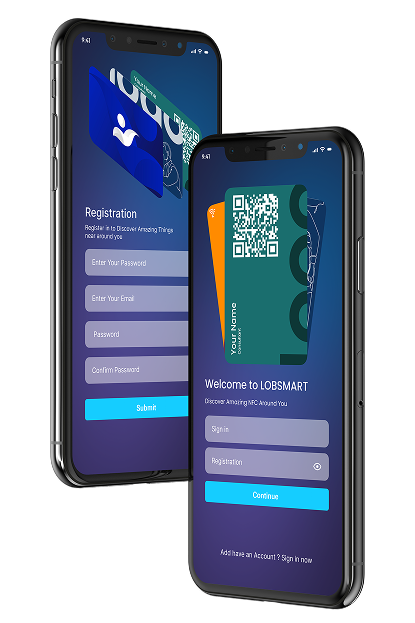 9:41
Your Name
Registration
Register in to Discover Amazing Things
near around you
Enter Your Password
Enter Your Email
Password
Confirm Password
Submit
9:41
Your Name
Consultant
Welcome to LOBSMART
Discover Amazing NFC Around You
Sign in
Registration
Continue
Add have an Account ? Sign in now